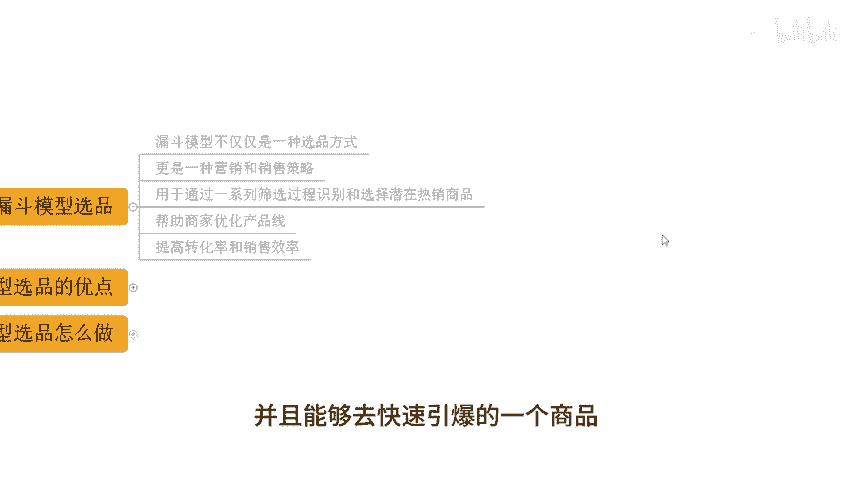 bilibili
漏斗模型不仅仅是一种选品方式
更是一种营销和销售策略
漏斗模型选品
用于通过一系列筛选过程识别和选择潜在热销商品
帮助商家优化产品线
提高转化率和销售效率
型选品的优点
型选品怎么做
并且能够去快速引爆的一个商品